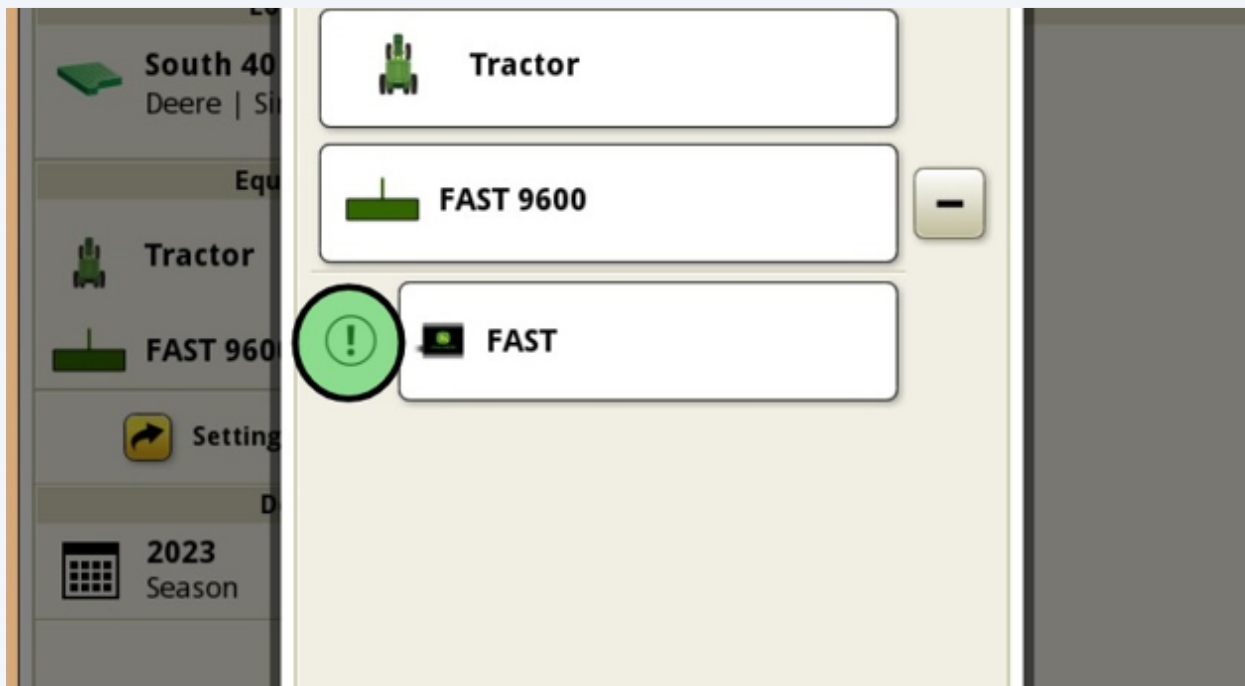 South 40
Deere | Si
Equ
Tractor
FAST 960
Setting
D
2023
Season
Tractor
FAST 9600
!
FAST